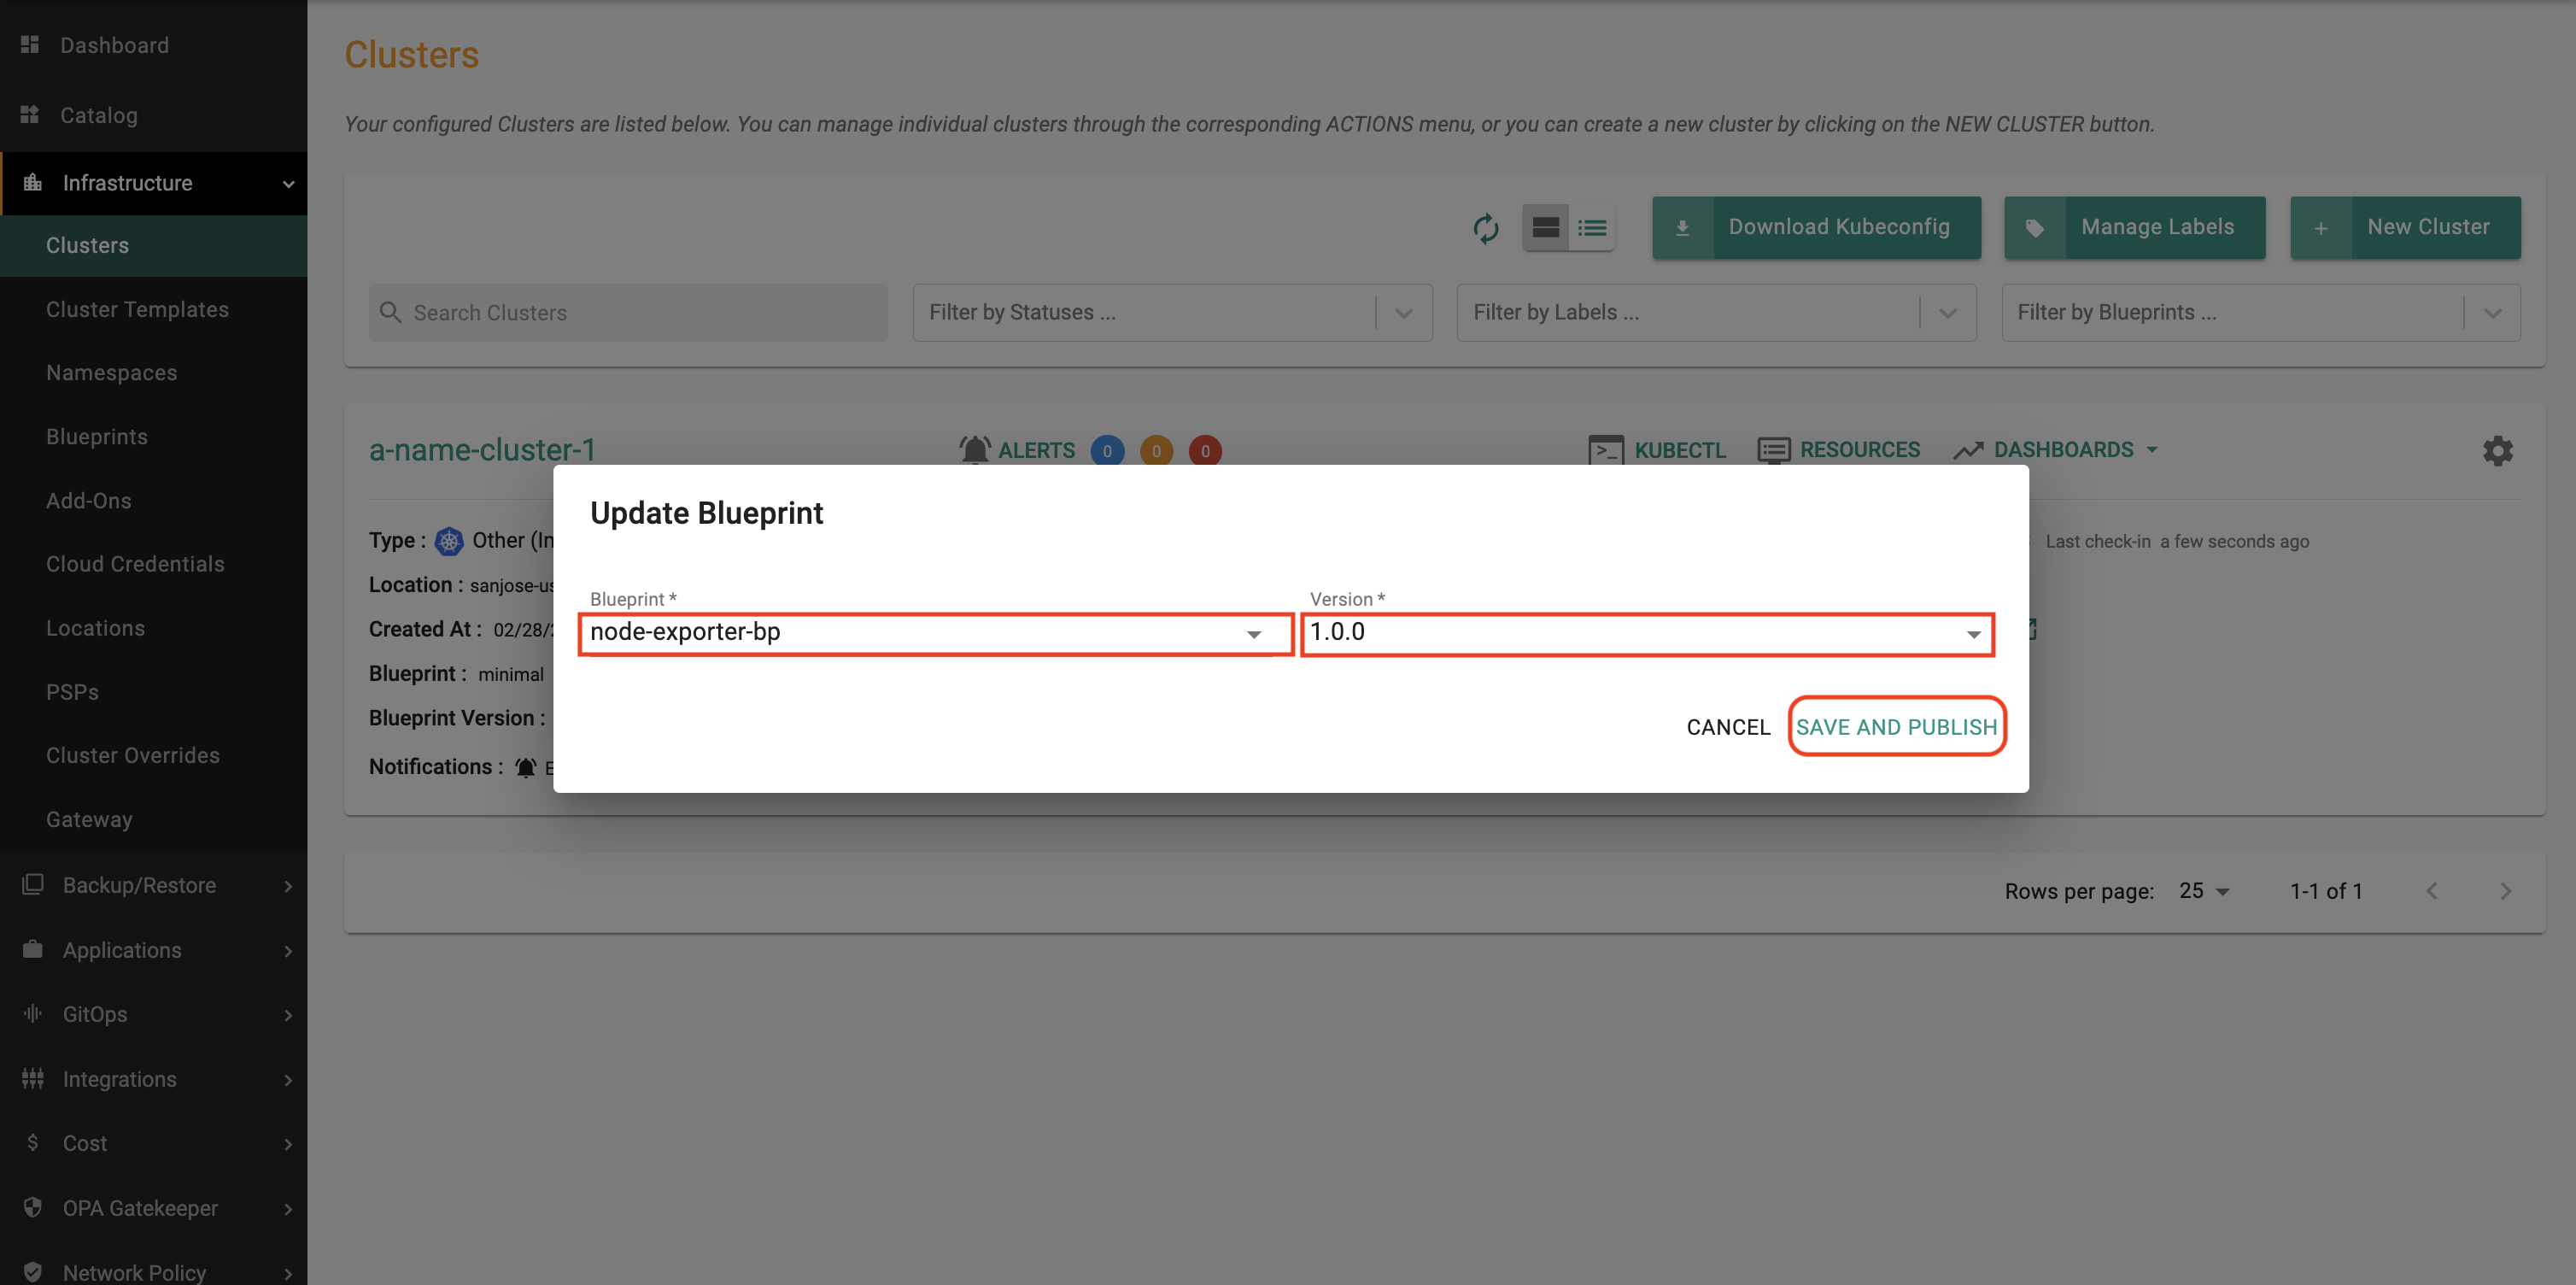 Dashboard
Catalog
Infrastructure
Clusters
Cluster Templates
Namespaces
Blueprints
Add-Ons
Cloud Credentials
Locations
PSPs
Cluster Overrides
Gateway
Backup/Restore
Applications
GitOps
Integrations
Cost
OPA Gatekeeper
Network Policy
Clusters
Your configured Clusters are listed below. You can manage individual clusters through the corresponding ACTIONS menu, or you can create a new cluster by clicking on the NEW CLUSTER button.
Download Kubeconfig
Manage Labels
+ New Cluster
Search Clusters
Filter by Statuses ...
Filter by Labels ...
Filter by Blueprints ...
a-name-cluster-1
ALERTS 0 0 0
KUBECTL
RESOURCES
DASHBOARDS
Type : Other (In
Last check-in a few seconds ago
Location : sanjose-us
Created At : 02/28/
Blueprint : minimal
Blueprint Version :
Notifications :
Update Blueprint
Blueprint *
node-exporter-bp
Version *
1.0.0
CANCEL
SAVE AND PUBLISH
Rows per page: 25
1-1 of 1